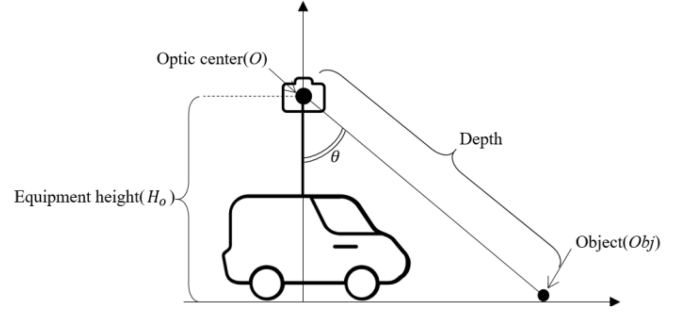 Optic center(O)
θ
Depth
Equipment height(Hₒ)
Object(Obj)